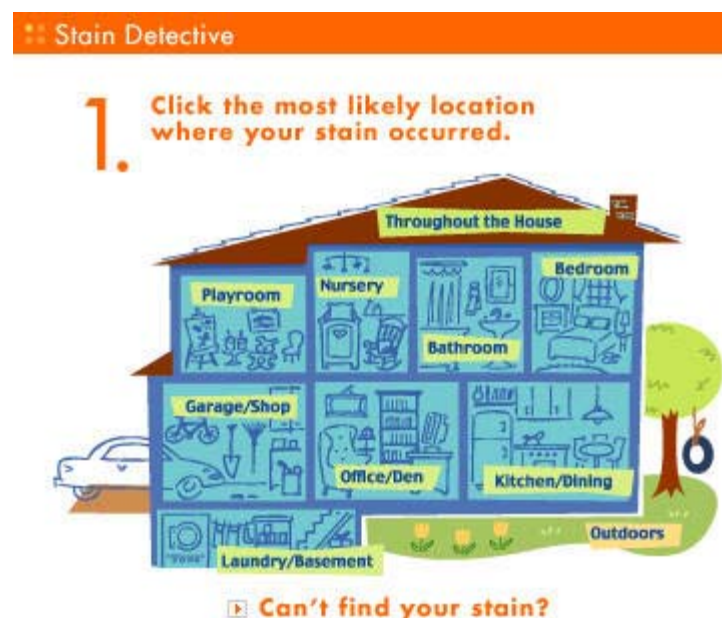 Stain Detective
1.
Click the most likely location
where your stain occurred.
Throughout the House
Playroom
Nursery
Bathroom
Bedroom
Garage/Shop
Office/Den
Kitchen/Dining
Laundry/Basement
Outdoors
Can't find your stain?